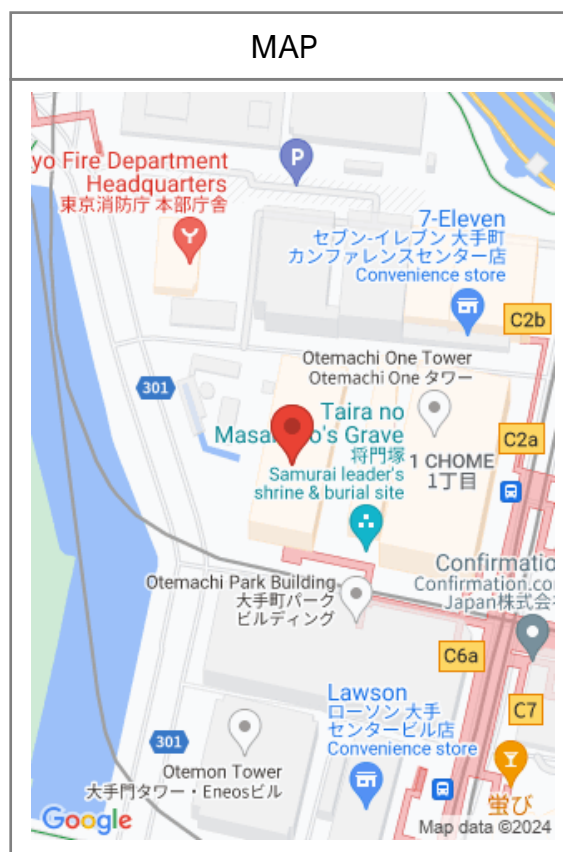 MAP
yo Fire Department
Headquarters
東京消防庁 本部庁舎
P
7-Eleven
セブン-イレブン 大手町
カンファレンスセンター店
Convenience store
C2b
Otemachi One Tower
Otemachi One タワー
301
Taira no
Masa o's Grave
将門塚
Samurai leader's
shrine & burial site
1 CHOME
1丁目
C2a
Confirmatio
Confirmation.co
Japan株式会
Otemachi Park Building
大手町パーク
ビルディング
C6a
C7
Lawson
ローソン 大手
センタービル店
Convenience store
301
Otemon Tower
大手門タワー・Eneosビル
蛍び
Google
Map data ©2024